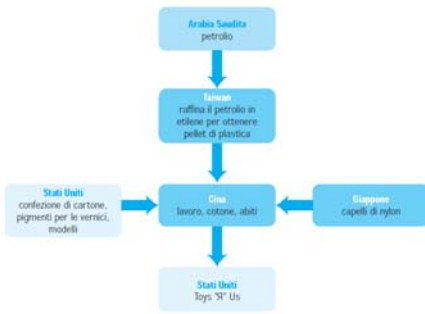 Arabia Saudita
petrolio
Taiwan
raffina il petrolio in
etilene per ottenere
pellet di plastica
Stati Uniti
confezione di cartone,
pigmenti per le vernici,
modelli
Cina
lavoro, cotone, abiti
Giappone
capelli di nylon
Stati Uniti
Toys "Я" Us